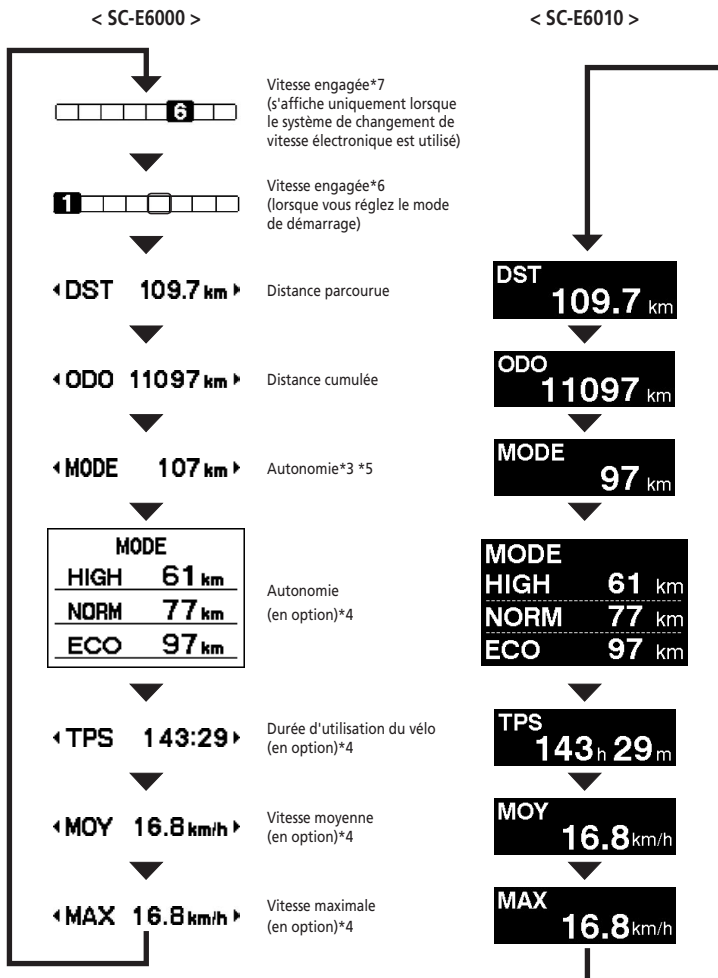 < SC-E6000 >
< SC-E6010 >
6
Vitesse engagée*7
(s'affiche uniquement lorsque
le système de changement de
vitesse électronique est utilisé)
1
Vitesse engagée*6
(lorsque vous réglez le mode
de démarrage)
DST 109.7 km
Distance parcourue
DST
109.7 km
ODO 11097 km
Distance cumulée
ODO
11097 km
MODE 107 km
Autonomie*3 *5
MODE
97 km
MODE
HIGH 61 km
NORM 77 km
ECO 97 km
Autonomie
(en option)*4
MODE
HIGH 61 km
NORM 77 km
ECO 97 km
TPS 143:29
Durée d'utilisation du vélo
(en option)*4
TPS
143 h 29 m
MOY 16.8 km/h
Vitesse moyenne
(en option)*4
MOY
16.8 km/h
MAX 16.8 km/h
Vitesse maximale
(en option)*4
MAX
16.8 km/h